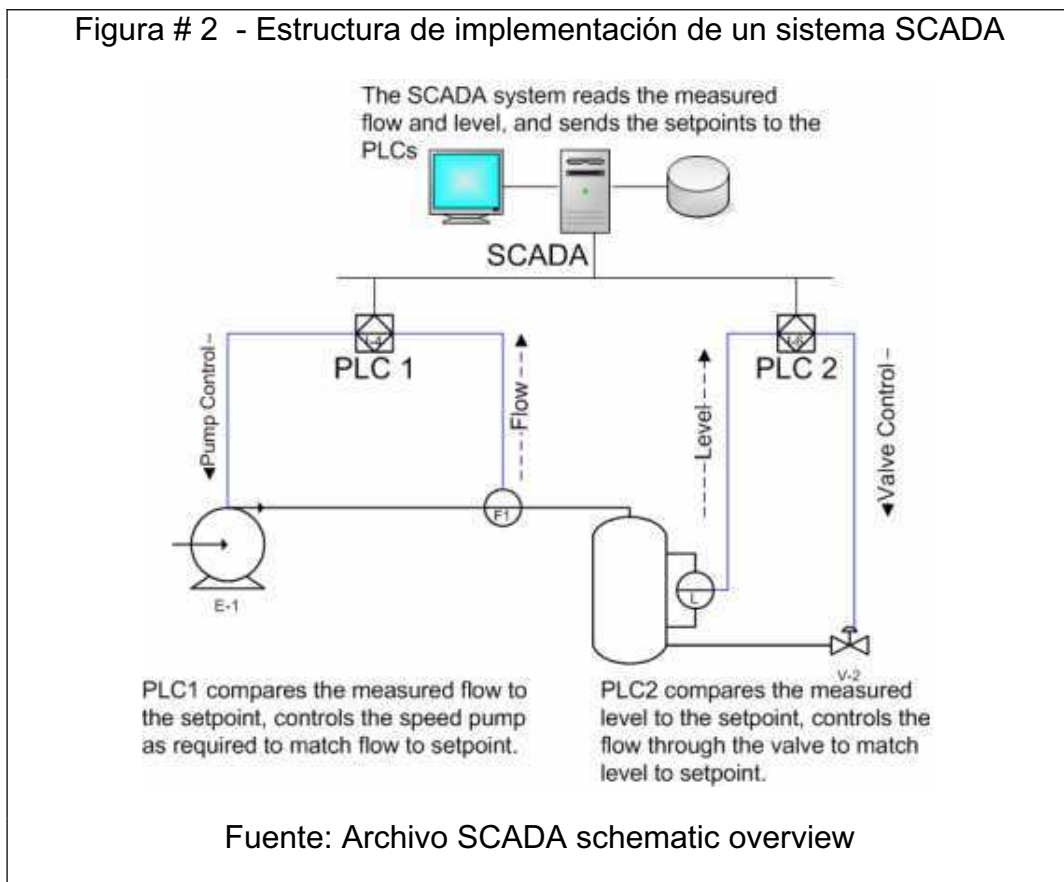 Figura # 2 - Estructura de implementación de un sistema SCADA
The SCADA system reads the measured
flow and level, and sends the setpoints to the
PLCs
SCADA
I-4
PLC 1
I-6
PLC 2
Pump Control
Flow
Level
Valve Control
F1
E-1
L
V-2
PLC1 compares the measured flow to
the setpoint, controls the speed pump
as required to match flow to setpoint.
PLC2 compares the measured
level to the setpoint, controls the
flow through the valve to match
level to setpoint.
Fuente: Archivo SCADA schematic overview